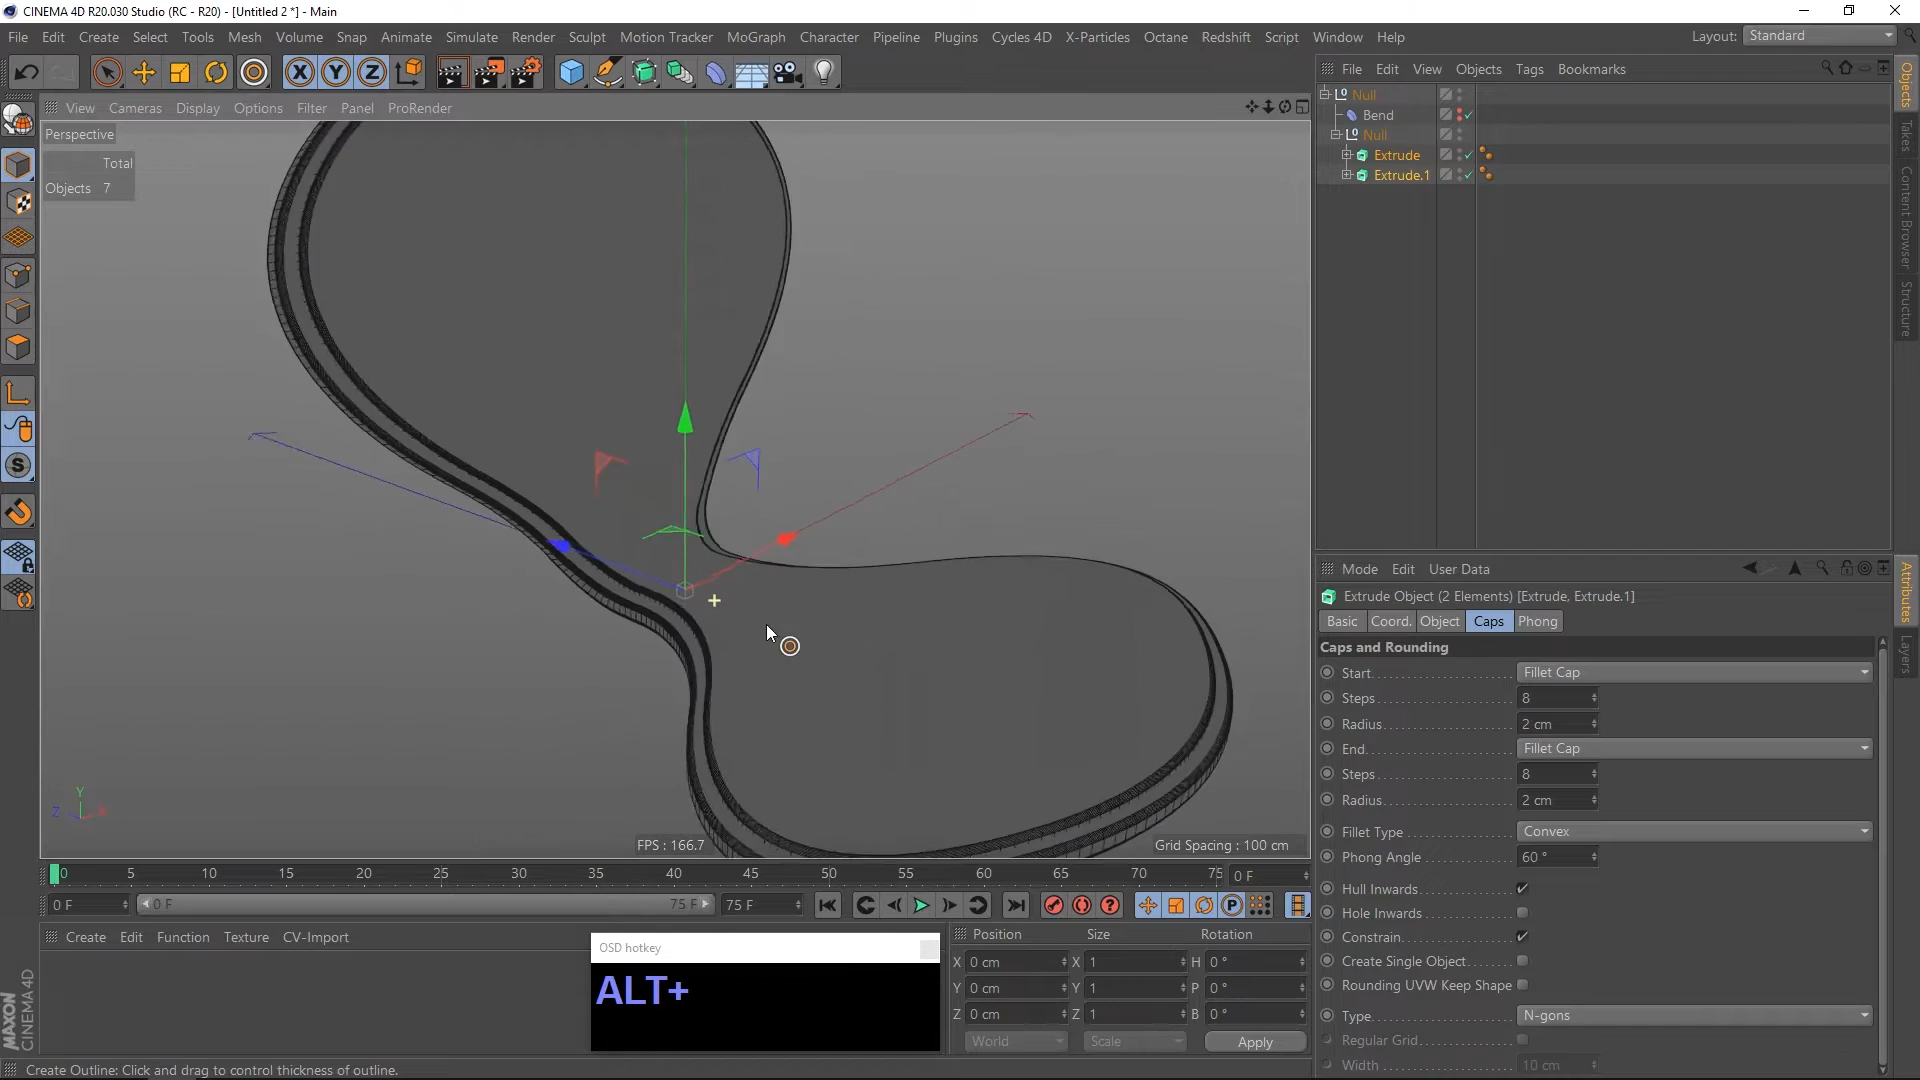 CINEMA 4D R20.030 Studio (RC - R20) - [Untitled 2 *] - Main
File Edit Create Select Tools Mesh Volume Snap Animate Simulate Render Sculpt Motion Tracker MoGraph Character Pipeline Plugins Cycles 4D X-Particles Octane Redshift Script Window Help Layout: Standard
X Y Z
File Edit View Objects Tags Bookmarks
Null
Bend
Null
Extrude
Extrude.1
Objects
Takes
Content Browser
Structure
View Cameras Display Options Filter Panel ProRender
Perspective
Total
Objects 7
S
Y
Z X
FPS : 166.7
Grid Spacing : 100 cm
Mode Edit User Data
Extrude Object (2 Elements) [Extrude, Extrude.1]
Basic Coord. Object Caps Phong
Caps and Rounding
Start Fillet Cap
Steps 8
Radius 2 cm
End Fillet Cap
Steps 8
Radius 2 cm
Fillet Type Convex
Phong Angle 60 °
Hull Inwards
Hole Inwards
Constrain
Create Single Object
Rounding UVW Keep Shape
Type N-gons
Regular Grid
Width 10 cm
Attributes
Layers
0 5 10 15 20 25 30 35 40 45 50 55 60 65 70 75 0 F
0 F 0 F 75 F 75 F
P
Create Edit Function Texture CV-Import
OSD hotkey
ALT+
Position Size Rotation
X 0 cm X 1 H 0 °
Y 0 cm Y 1 P 0 °
Z 0 cm Z 1 B 0 °
World Scale Apply
MAXON
CINEMA 4D
Create Outline: Click and drag to control thickness of outline.